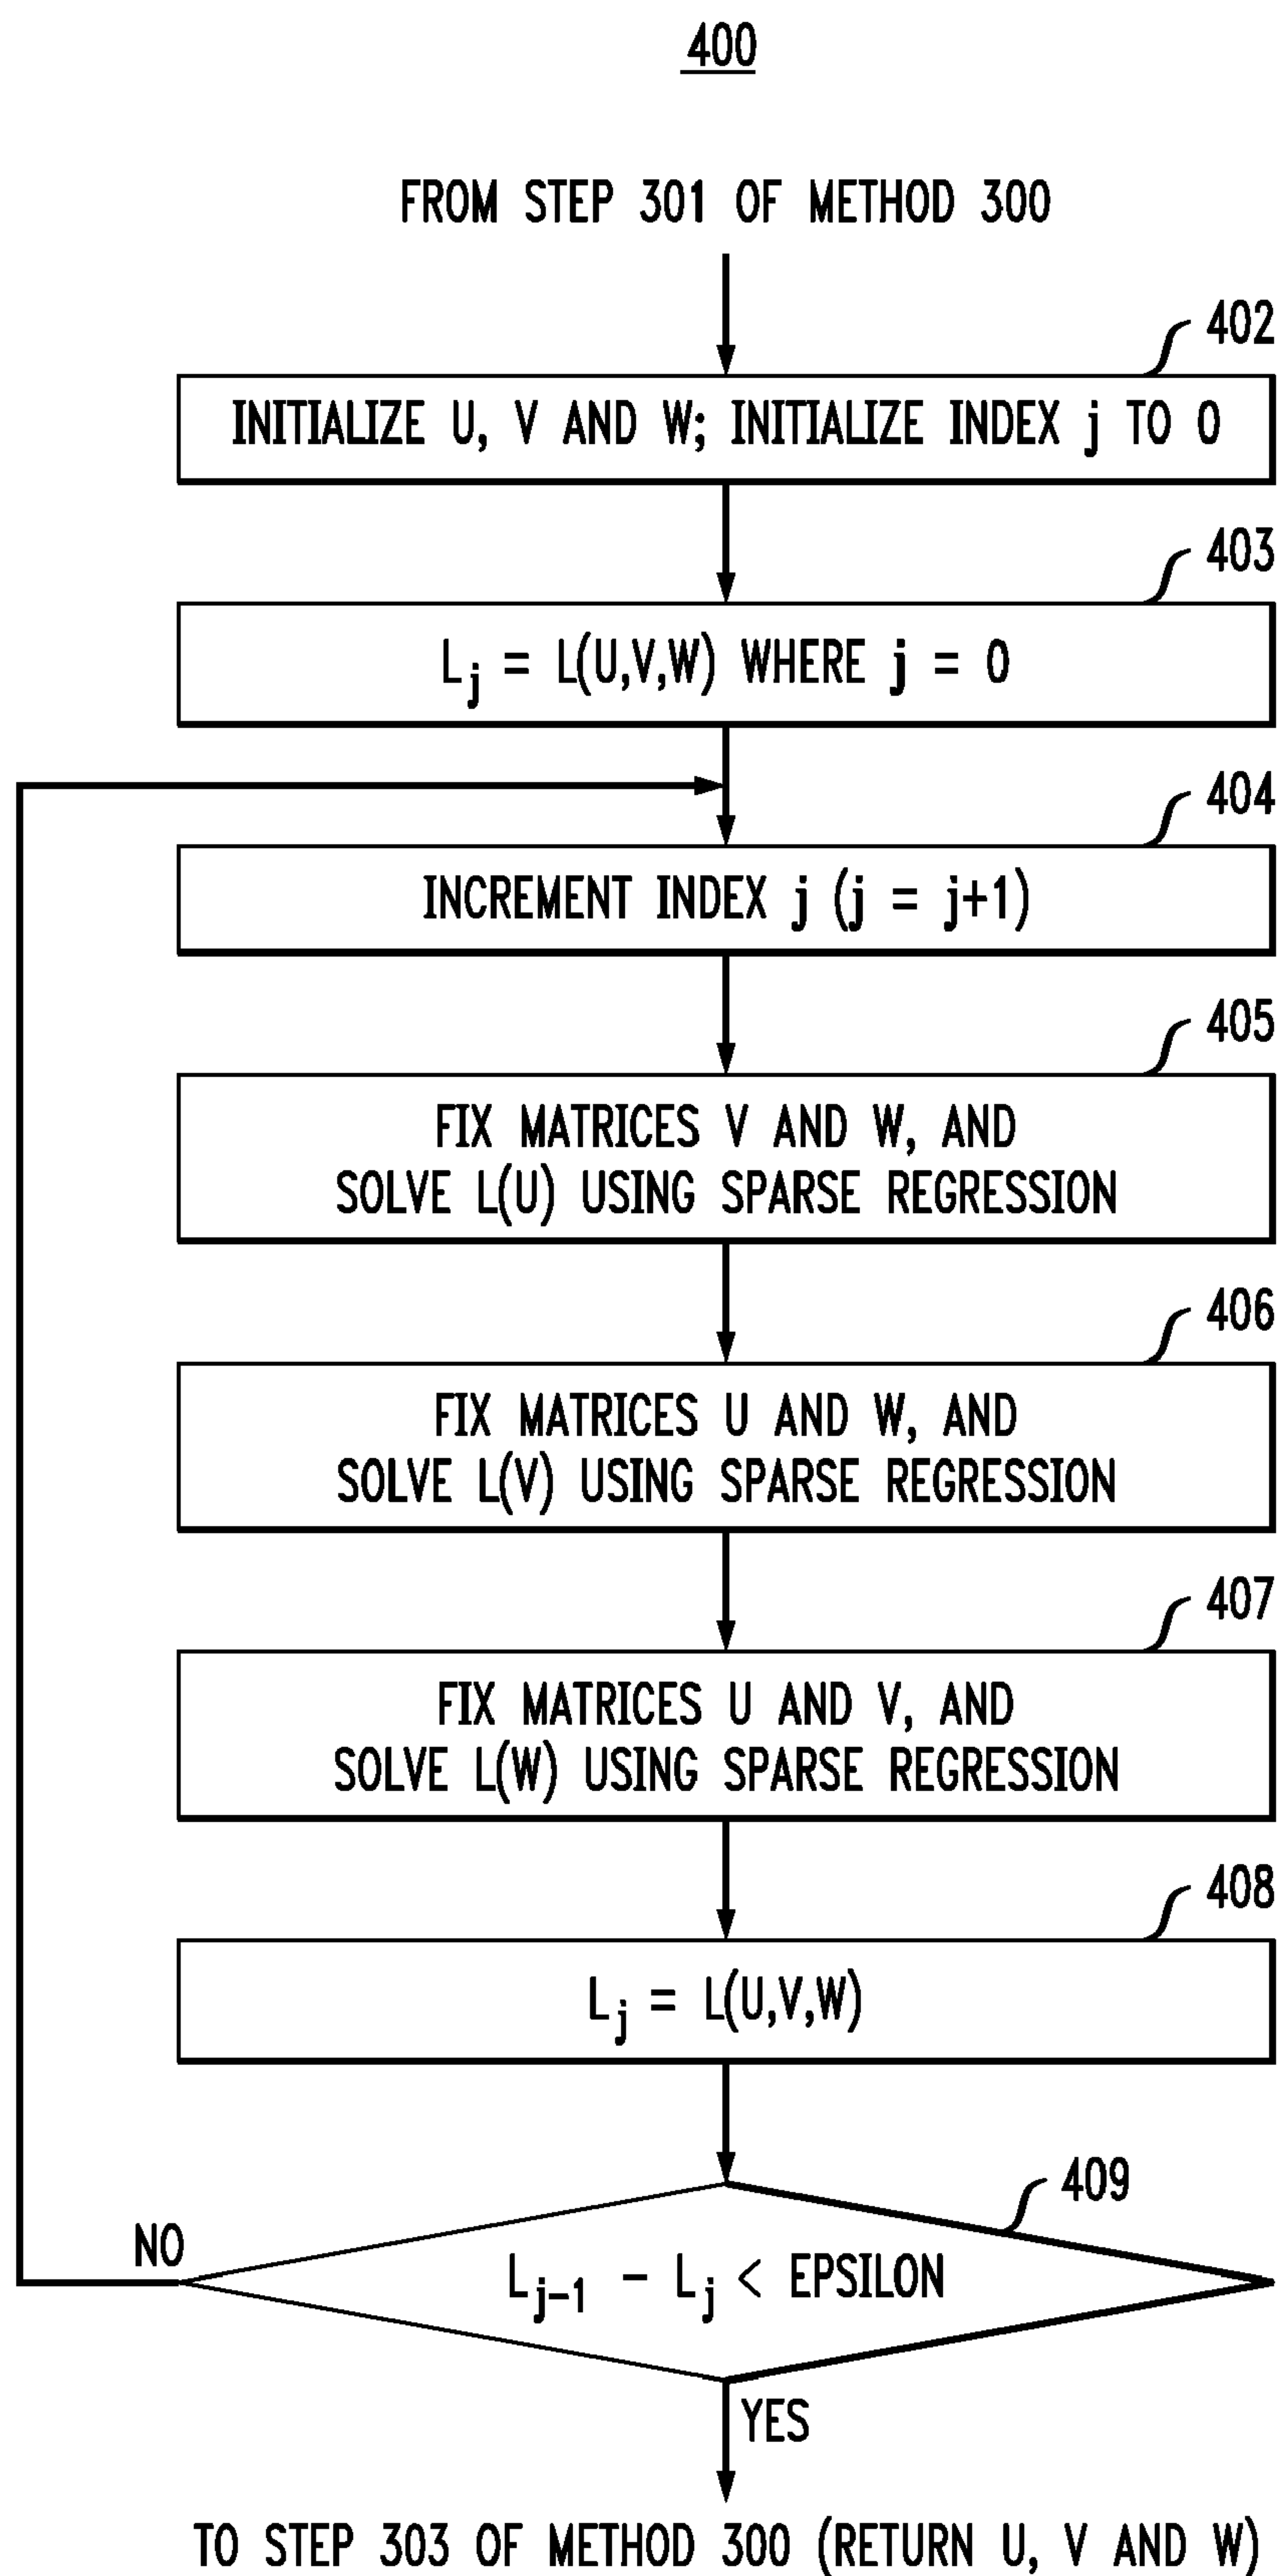 400
FROM STEP 301 OF METHOD 300
402
INITIALIZE U, V AND W; INITIALIZE INDEX j TO 0
403
Lj = L(U,V,W) WHERE j = 0
404
INCREMENT INDEX j (j = j+1)
405
FIX MATRICES V AND W, AND
SOLVE L(U) USING SPARSE REGRESSION
406
FIX MATRICES U AND W, AND
SOLVE L(V) USING SPARSE REGRESSION
407
FIX MATRICES U AND V, AND
SOLVE L(W) USING SPARSE REGRESSION
408
Lj = L(U,V,W)
409
NO
Lj-1 - Lj < EPSILON
YES
TO STEP 303 OF METHOD 300 (RETURN U, V AND W)